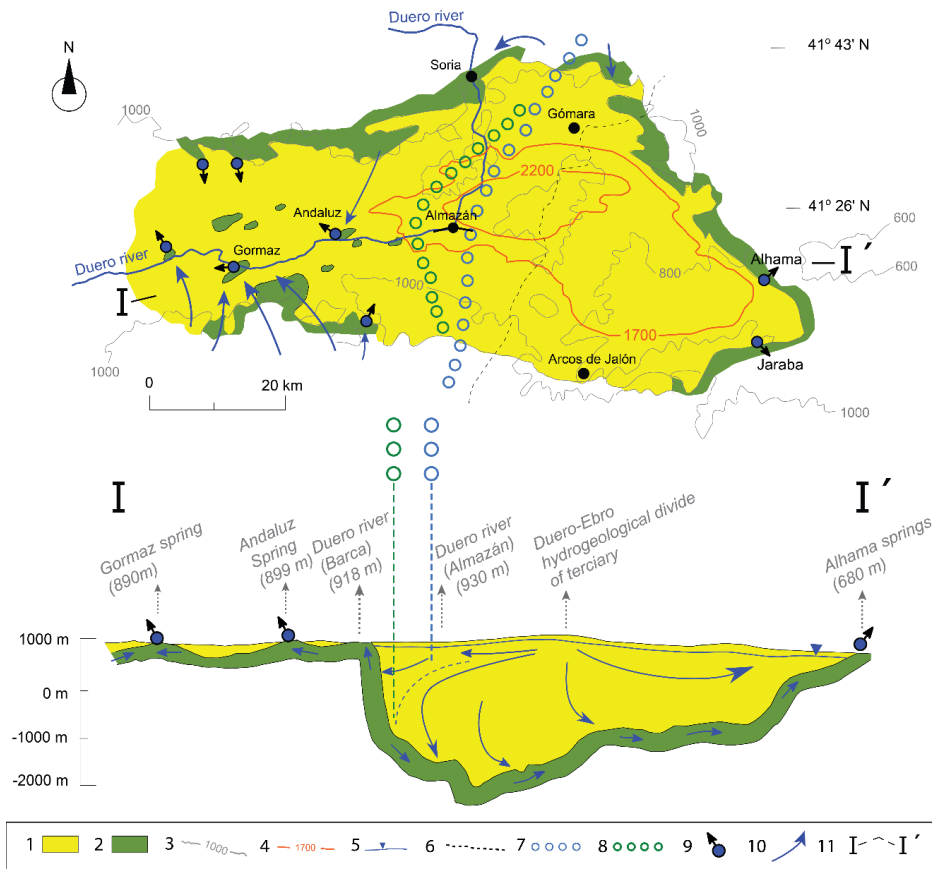 Duero river
N
41° 43' N
Soria
1000
Gómara
1000
2200
41° 26' N
Andaluz
Almazán
600
Gormaz
Duero river
Alhama
I´
600
800
I
1000
1700
Jaraba
Arcos de Jalón
1000
0 20 km
1000
I
I´
Gormaz spring
(890m)
Andaluz
Spring
(899 m)
Duero river
(Barca)
(918 m)
Duero river
(Almazán)
(930 m)
Duero-Ebro
hydrogeological divide
of terciary
Alhama springs
(680 m)
1000 m
0 m
-1000 m
-2000 m
1 2 3 1000 4 1700 5 6 7 8 9 10 11 I I´